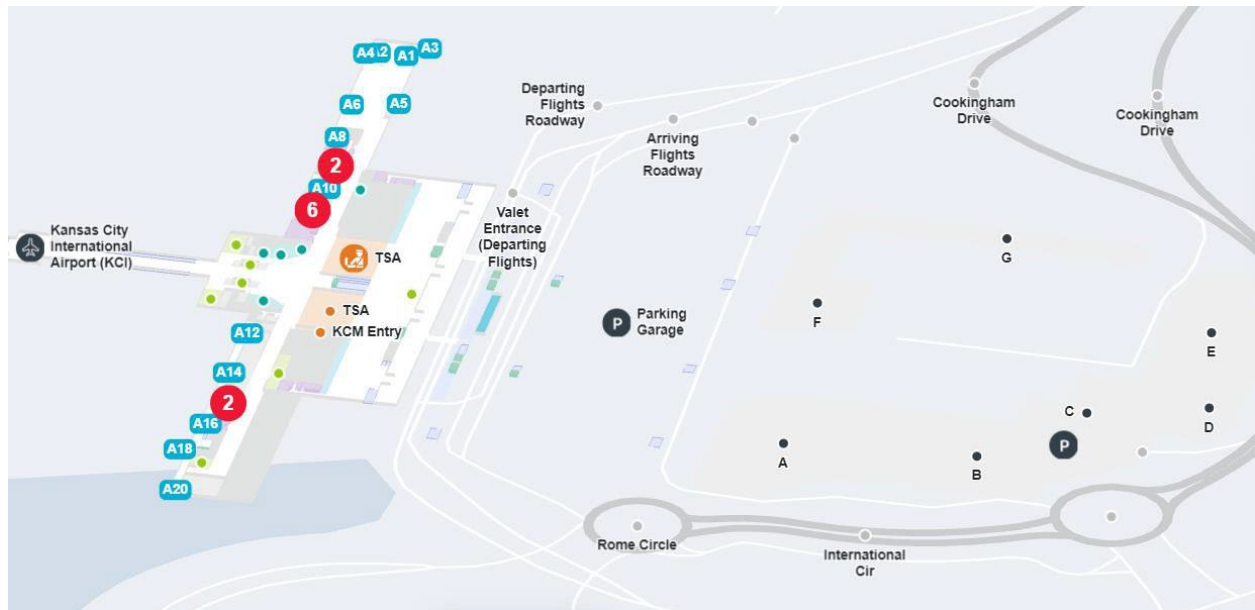 A4
A2
A1
A3
A6
A5
A8
2
A10
6
Kansas City
International
Airport (KCI)
TSA
TSA
KCM Entry
A12
A14
2
A16
A18
A20
Departing
Flights
Roadway
Arriving
Flights
Roadway
Valet
Entrance
(Departing
Flights)
Cookingham
Drive
Cookingham
Drive
P
Parking
Garage
G
F
E
C
D
P
A
B
Rome Circle
International
Cir